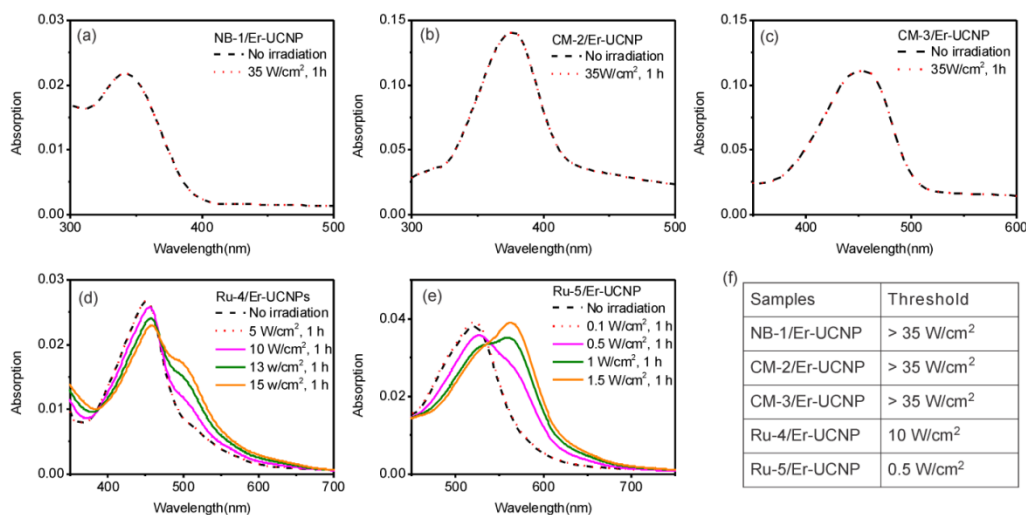 (a)
NB-1/Er-UCNP
No irradiation
35 W/cm², 1h
0.03
0.02
0.01
0.00
Absorption
300
400
500
Wavelength(nm)
(b)
CM-2/Er-UCNP
No irradiation
35W/cm², 1h
0.15
0.10
0.05
0.00
Absorption
300
400
500
Wavelength(nm)
(c)
CM-3/Er-UCNP
No irradiation
35W/cm², 1h
0.15
0.10
0.05
0.00
Absorption
400
500
600
Wavelength(nm)
(d)
Ru-4/Er-UCNPs
No irradiation
5 W/cm², 1 h
10 W/cm², 1 h
13 w/cm², 1 h
15 w/cm², 1 h
0.03
0.02
0.01
0.00
Absorption
400
500
600
700
Wavelength(nm)
(e)
Ru-5/Er-UCNP
No irradiation
0.1 W/cm², 1 h
0.5 W/cm², 1 h
1 W/cm², 1 h
1.5 W/cm², 1 h
0.04
0.02
0.00
Absorption
500
600
700
Wavelength(nm)
(f)
Samples Threshold
NB-1/Er-UCNP > 35 W/cm²
CM-2/Er-UCNP > 35 W/cm²
CM-3/Er-UCNP > 35 W/cm²
Ru-4/Er-UCNP 10 W/cm²
Ru-5/Er-UCNP 0.5 W/cm²